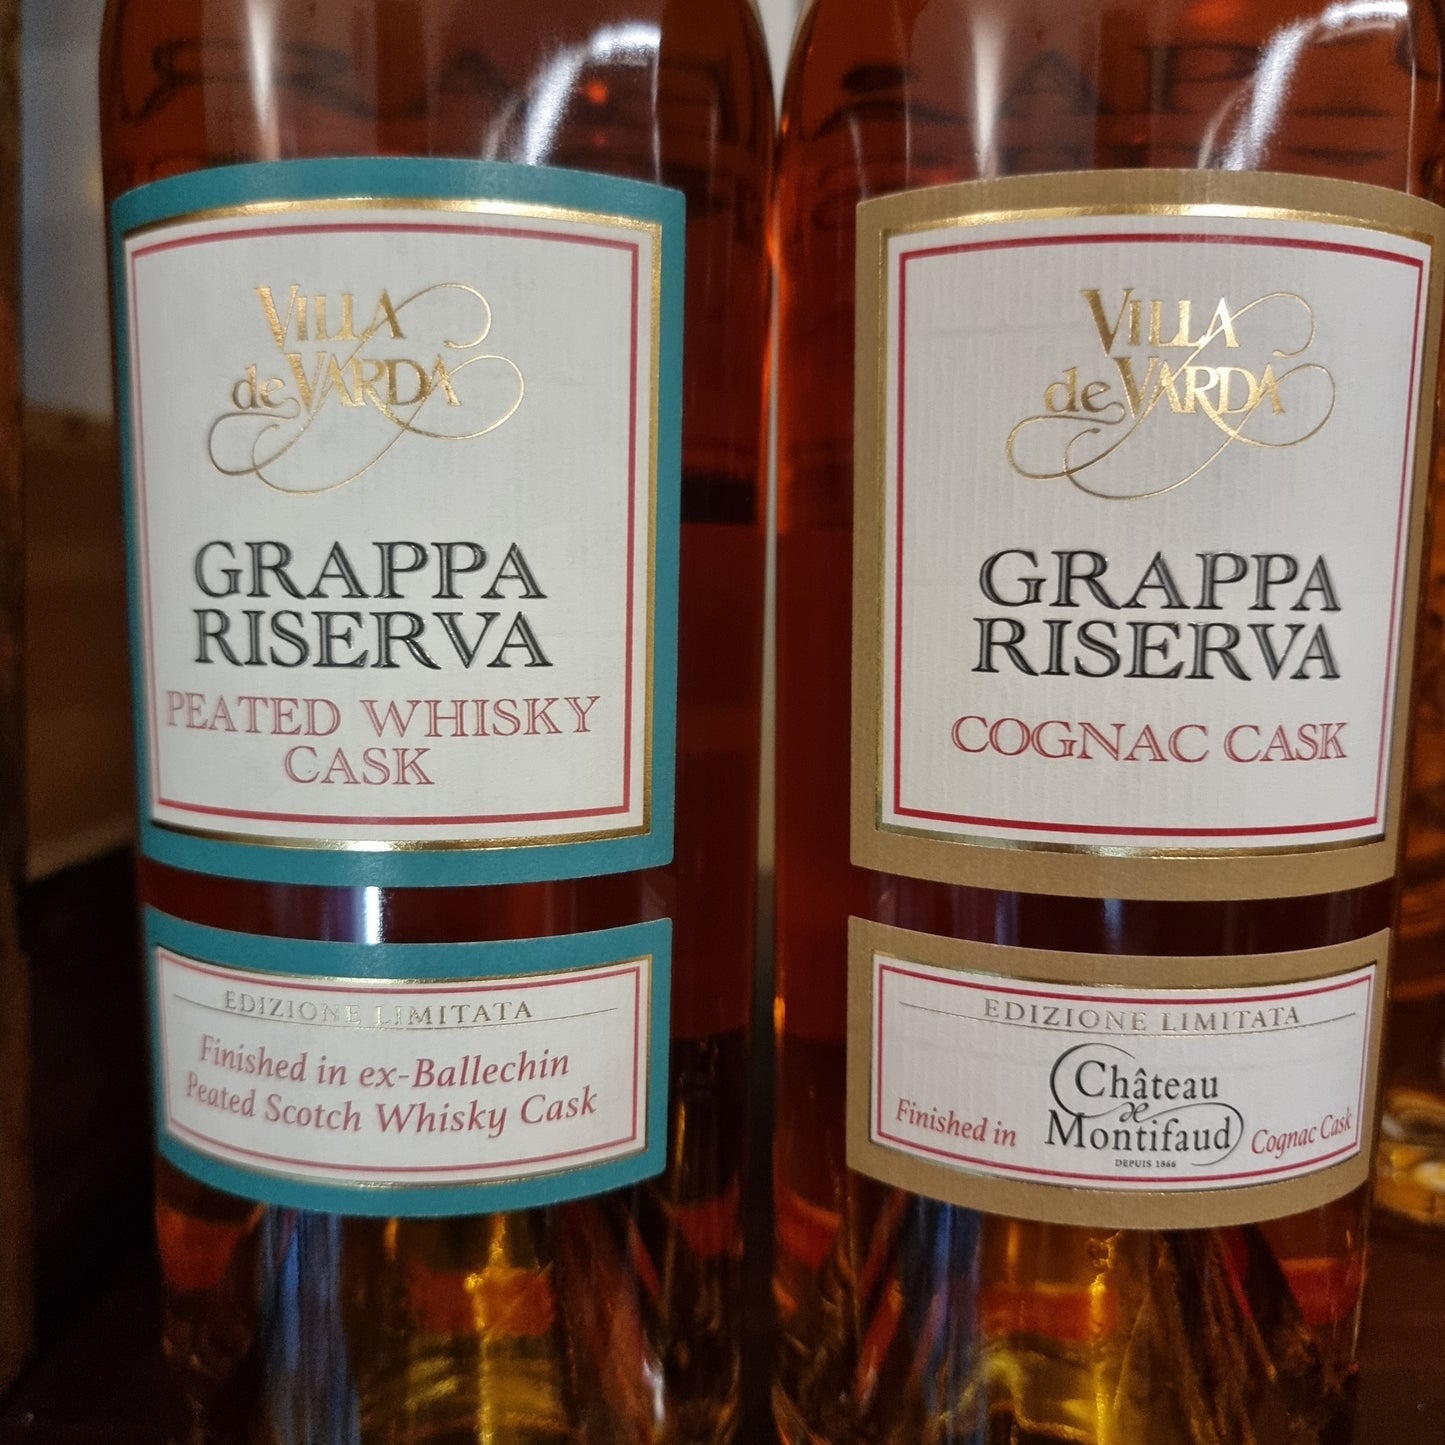 VILLA
de VARDA
GRAPPA
RISERVA
PEATED WHISKY
CASK
EDIZIONE LIMITATA
Finished in ex-Ballechin
Peated Scotch Whisky Cask
VILLA
de VARDA
GRAPPA
RISERVA
COGNAC CASK
EDIZIONE LIMITATA
Finished in Château de Montifaud Cognac Cask
DEPUIS 1866